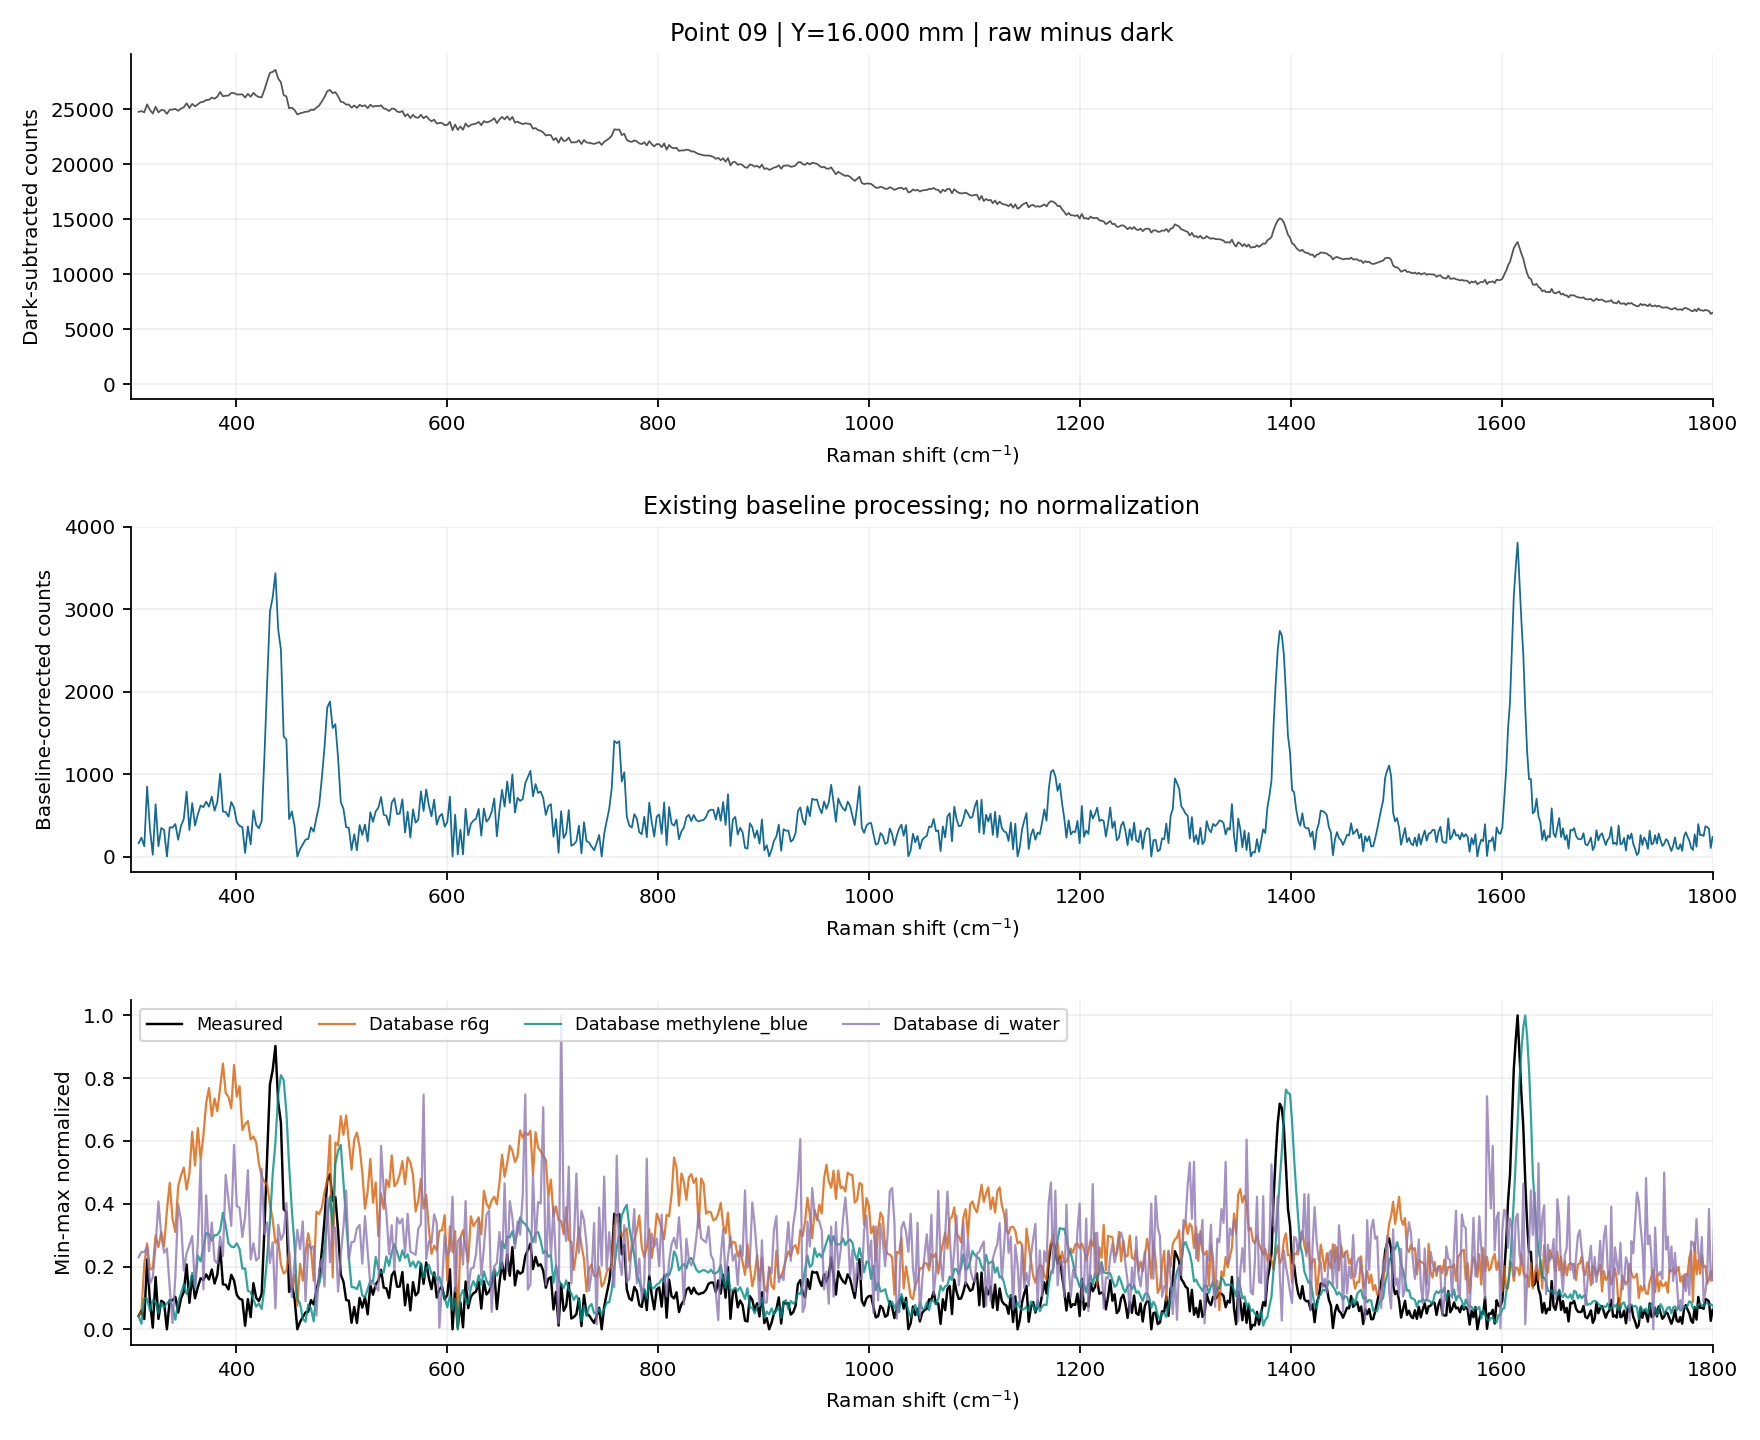 Point 09 | Y=16.000 mm | raw minus dark
Dark-subtracted counts
25000
20000
15000
10000
5000
0
400 600 800 1000 1200 1400 1600 1800
Raman shift (cm⁻¹)
Existing baseline processing; no normalization
Baseline-corrected counts
4000
3000
2000
1000
0
400 600 800 1000 1200 1400 1600 1800
Raman shift (cm⁻¹)
Measured Database r6g Database methylene_blue Database di_water
Min-max normalized
1.0
0.8
0.6
0.4
0.2
0.0
400 600 800 1000 1200 1400 1600 1800
Raman shift (cm⁻¹)